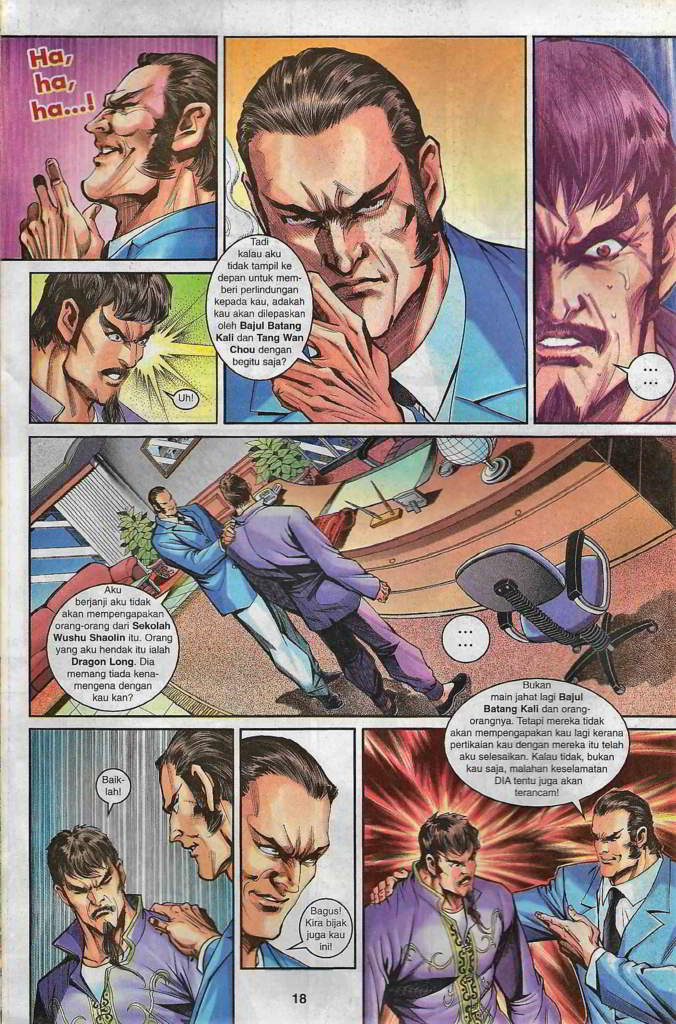 Ha,
ha,
ha...!
Tadi
kalau aku
tidak tampil ke
depan untuk mem-
beri perlindungan
kepada kau, adakah
kau akan dilepaskan
oleh Bajul Batang
Kali dan Tang Wan
Chou dengan
begitu saja?
Uh!
...
...
Aku
berjanji aku tidak
akan mengapakan
orang-orang dari Sekolah
Wushu Shaolin itu. Orang
yang aku hendak itu ialah
Dragon Long. Dia
memang tiada kena-
mengena dengan
kau kan?
...
...
Bukan
main jahat lagi Bajul
Batang Kali dan orang-
orangnya. Tetapi mereka tidak
akan mengapakan kau lagi kerana
pertikaian kau dengan mereka itu telah
aku selesaikan. Kalau tidak, bukan
kau saja, malahan keselamatan
DIA tentu juga akan
terancam!
Baik-
lah!
Bagus!
Kira bijak
juga kau
ini!
18